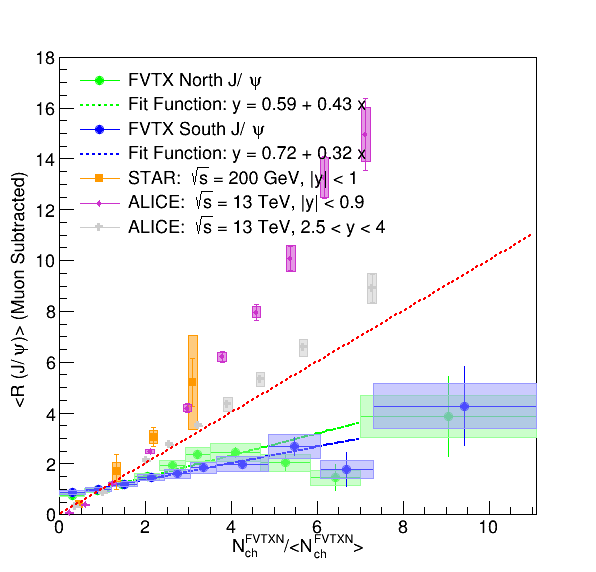 18
16
14
12
10
8
6
4
2
0
<R (J/ψ)> (Muon Subtracted)
FVTX North J/ ψ
Fit Function: y = 0.59 + 0.43 x
FVTX South J/ ψ
Fit Function: y = 0.72 + 0.32 x
STAR: √s = 200 GeV, |y| < 1
ALICE: √s = 13 TeV, |y| < 0.9
ALICE: √s = 13 TeV, 2.5 < y < 4
0 2 4 6 8 10
N_ch^FVTXN/<N_ch^FVTXN>